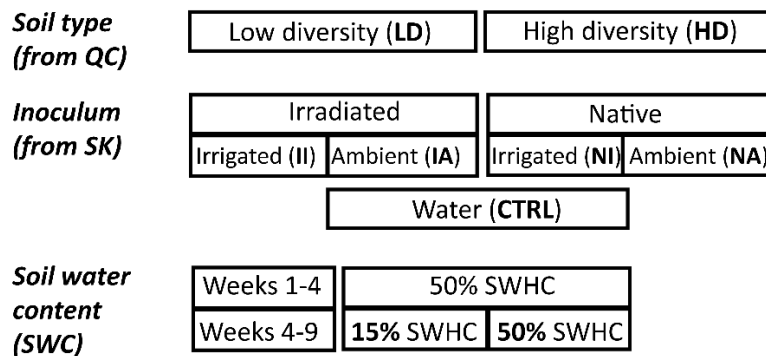 Soil type
(from QC)
Low diversity (LD) High diversity (HD)
Inoculum
(from SK)
Irradiated Native
Irrigated (II) Ambient (IA) Irrigated (NI) Ambient (NA)
Water (CTRL)
Soil water
content
(SWC)
Weeks 1-4 50% SWHC
Weeks 4-9 15% SWHC 50% SWHC